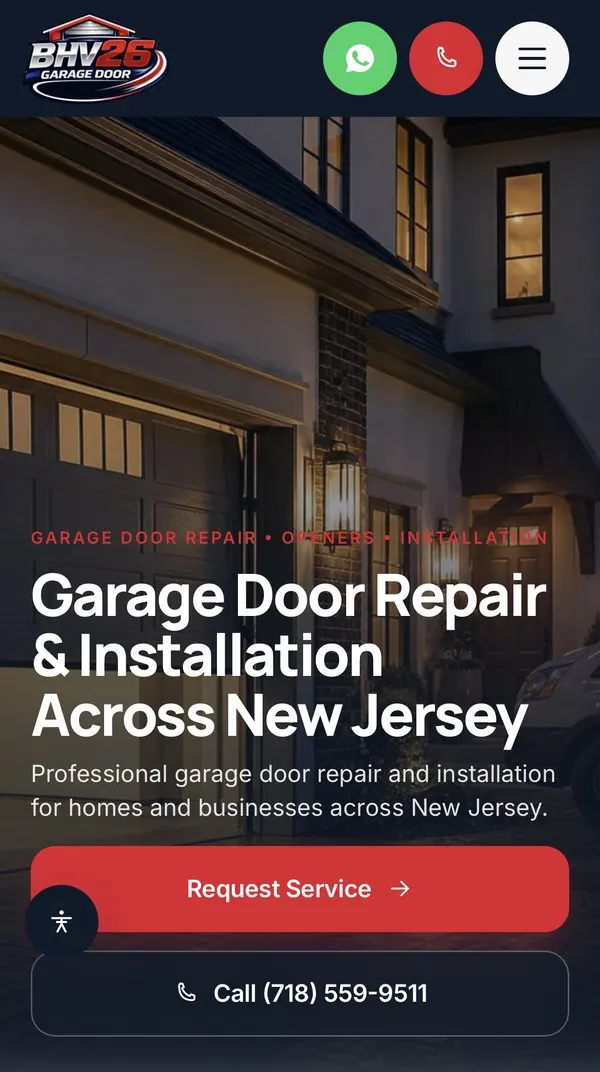 BHV26
GARAGE DOOR
GARAGE DOOR REPAIR • OPENERS • INSTALLATION
Garage Door Repair
& Installation
Across New Jersey
Professional garage door repair and installation
for homes and businesses across New Jersey.
Request Service →
Call (718) 559-9511